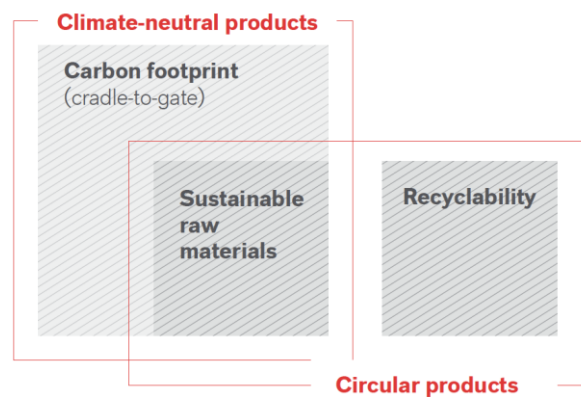 Climate-neutral products
Carbon footprint
(cradle-to-gate)
Sustainable
raw
materials
Recyclability
Circular products